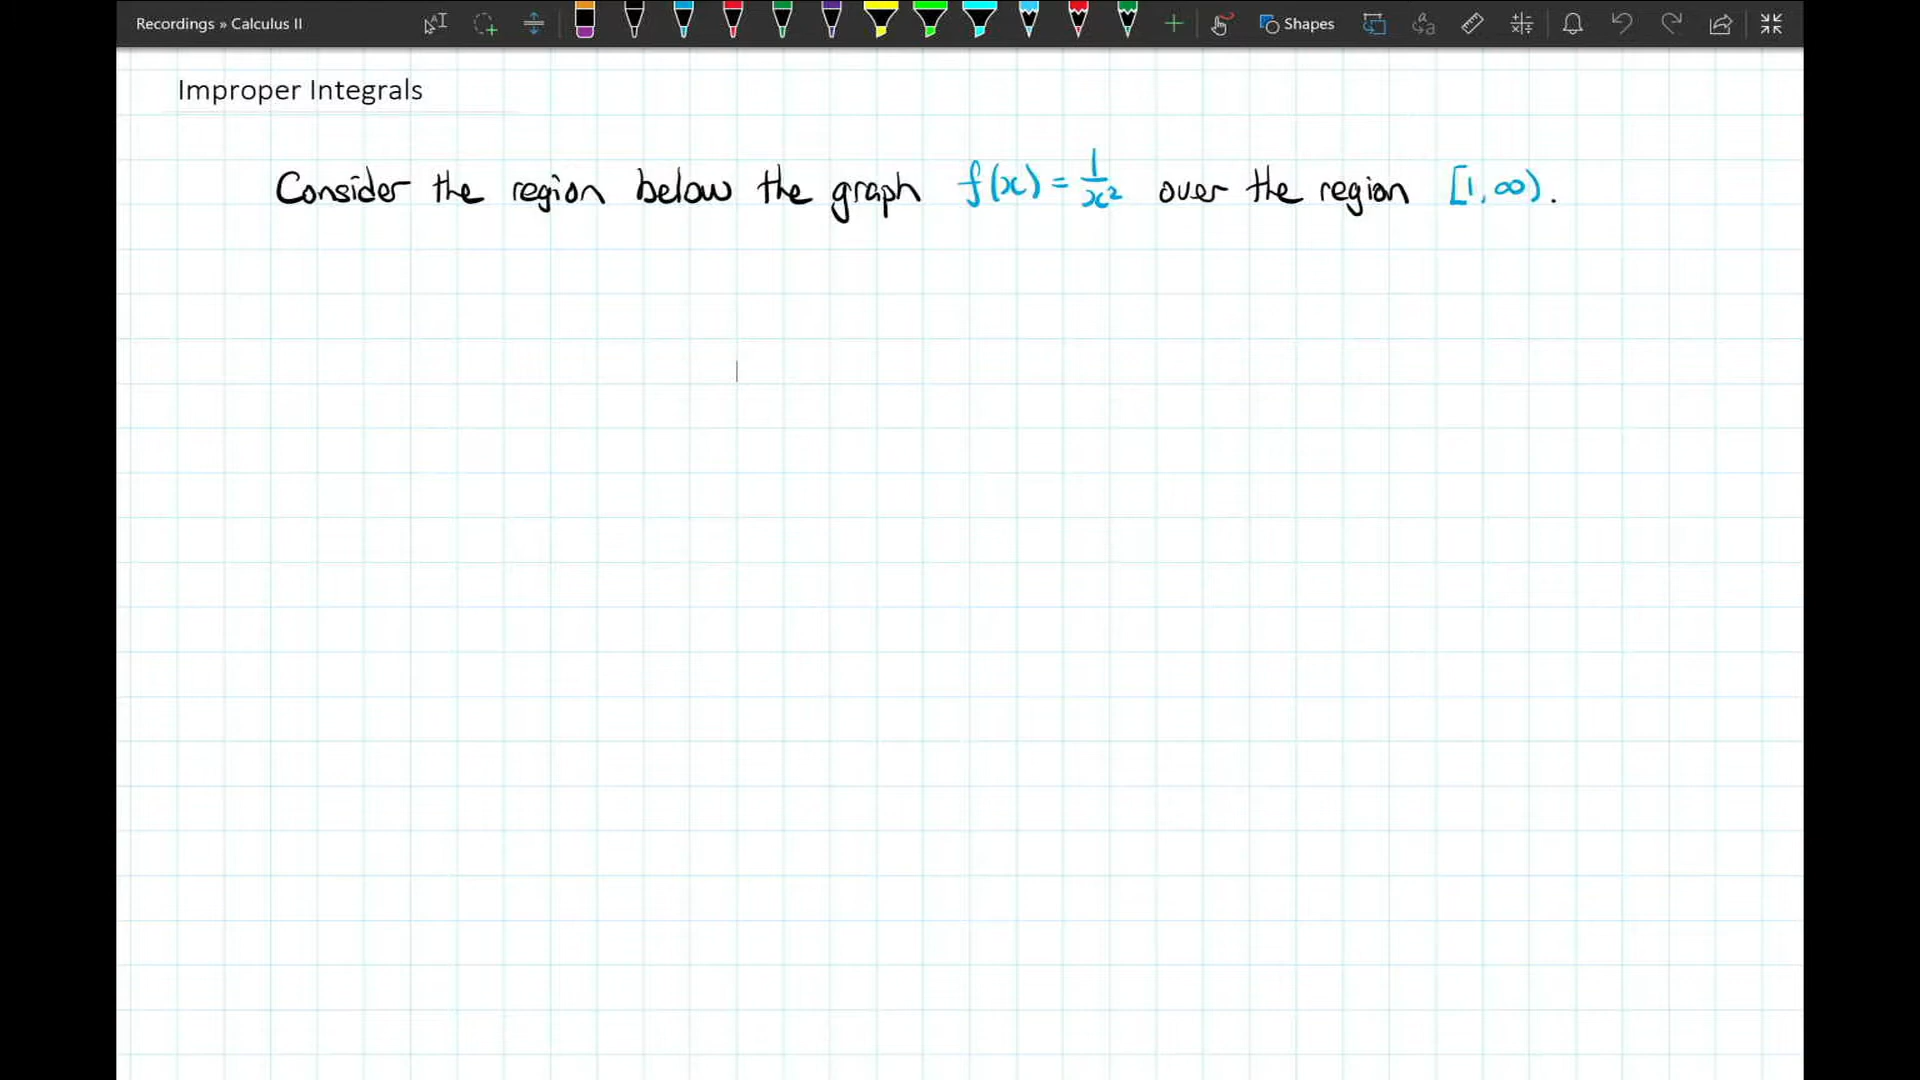 Recordings » Calculus II
Shapes
Improper Integrals
Consider the region below the graph f(x) = 1/x² over the region [1, ∞).